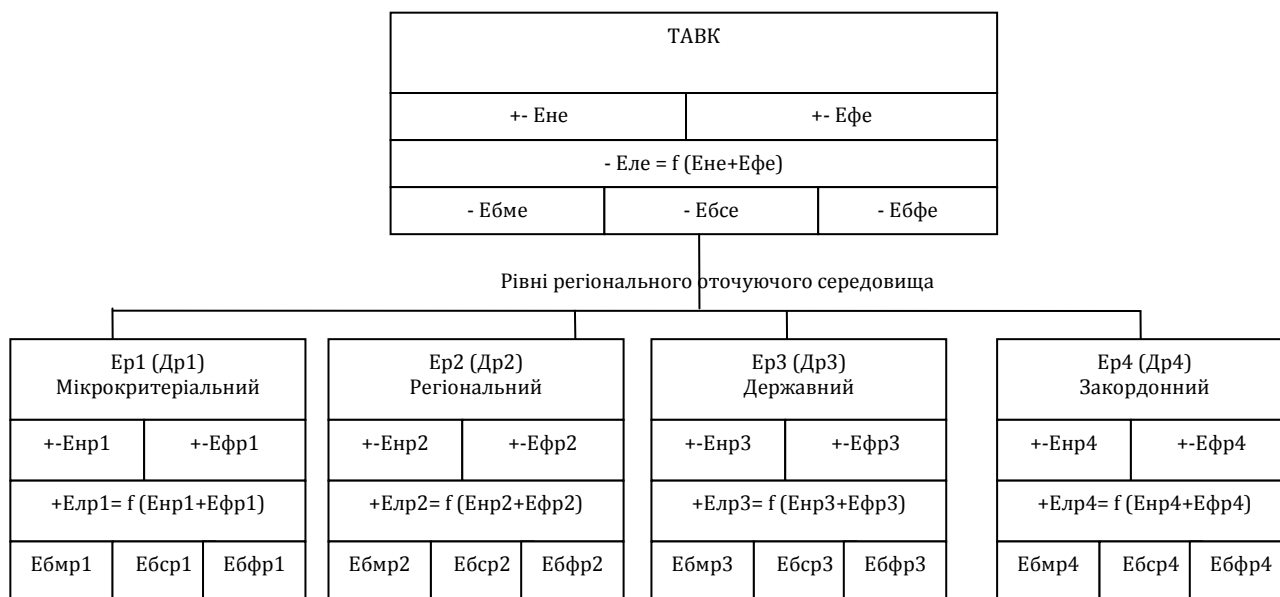 ТАВК
+- Ене +- Ефе
- Еле = f (Ене+Ефе)
- Ебме - Ебсе - Ебфе
Рівні регіонального оточуючого середовища
Ер1 (Др1) Ер2 (Др2) Ер3 (Др3) Ер4 (Др4)
Мікрокритеріальний Регіональний Державний Закордонний
+-Енр1 +-Ефр1 +-Енр2 +-Ефр2 +-Енр3 +-Ефр3 +-Енр4 +-Ефр4
+Елр1= f (Енр1+Ефр1) +Елр2= f (Енр2+Ефр2) +Елр3= f (Енр3+Ефр3) +Елр4= f (Енр4+Ефр4)
Ебмр1 Ебср1 Ебфр1 Ебмр2 Ебср2 Ебфр2 Ебмр3 Ебср3 Ебфр3 Ебмр4 Ебср4 Ебфр4